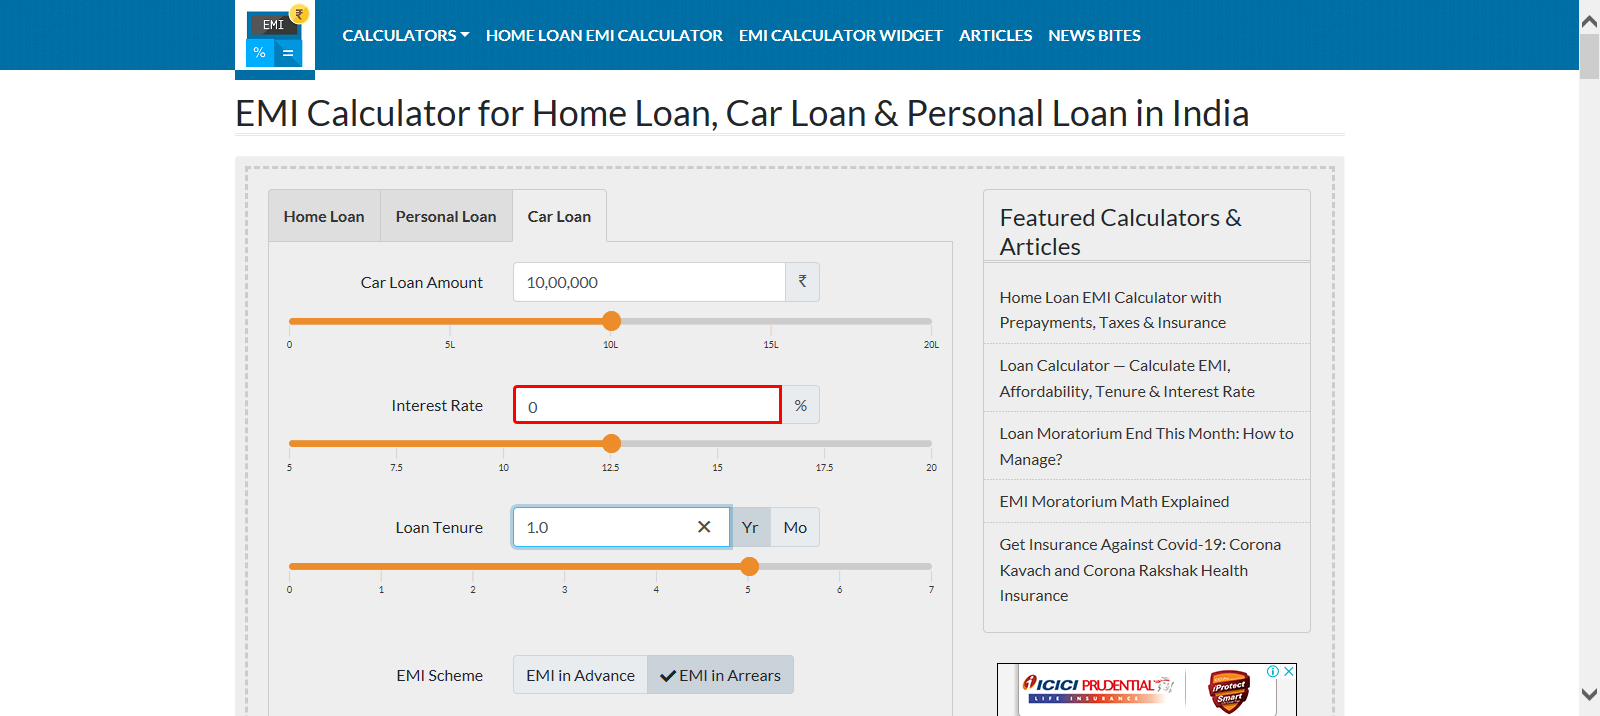 EMI
₹
%
=
CALCULATORS
HOME LOAN EMI CALCULATOR
EMI CALCULATOR WIDGET
ARTICLES
NEWS BITES
EMI Calculator for Home Loan, Car Loan & Personal Loan in India
Home Loan
Personal Loan
Car Loan
Car Loan Amount
10,00,000
₹
0 5L 10L 15L 20L
Interest Rate
0
%
5 7.5 10 12.5 15 17.5 20
Loan Tenure
1.0
Yr
Mo
0 1 2 3 4 5 6 7
EMI Scheme
EMI in Advance
EMI in Arrears
Featured Calculators &
Articles
Home Loan EMI Calculator with
Prepayments, Taxes & Insurance
Loan Calculator — Calculate EMI,
Affordability, Tenure & Interest Rate
Loan Moratorium End This Month: How to
Manage?
EMI Moratorium Math Explained
Get Insurance Against Covid-19: Corona
Kavach and Corona Rakshak Health
Insurance
ICICI PRUDENTIAL
LIFE INSURANCE
iProtect
Smart